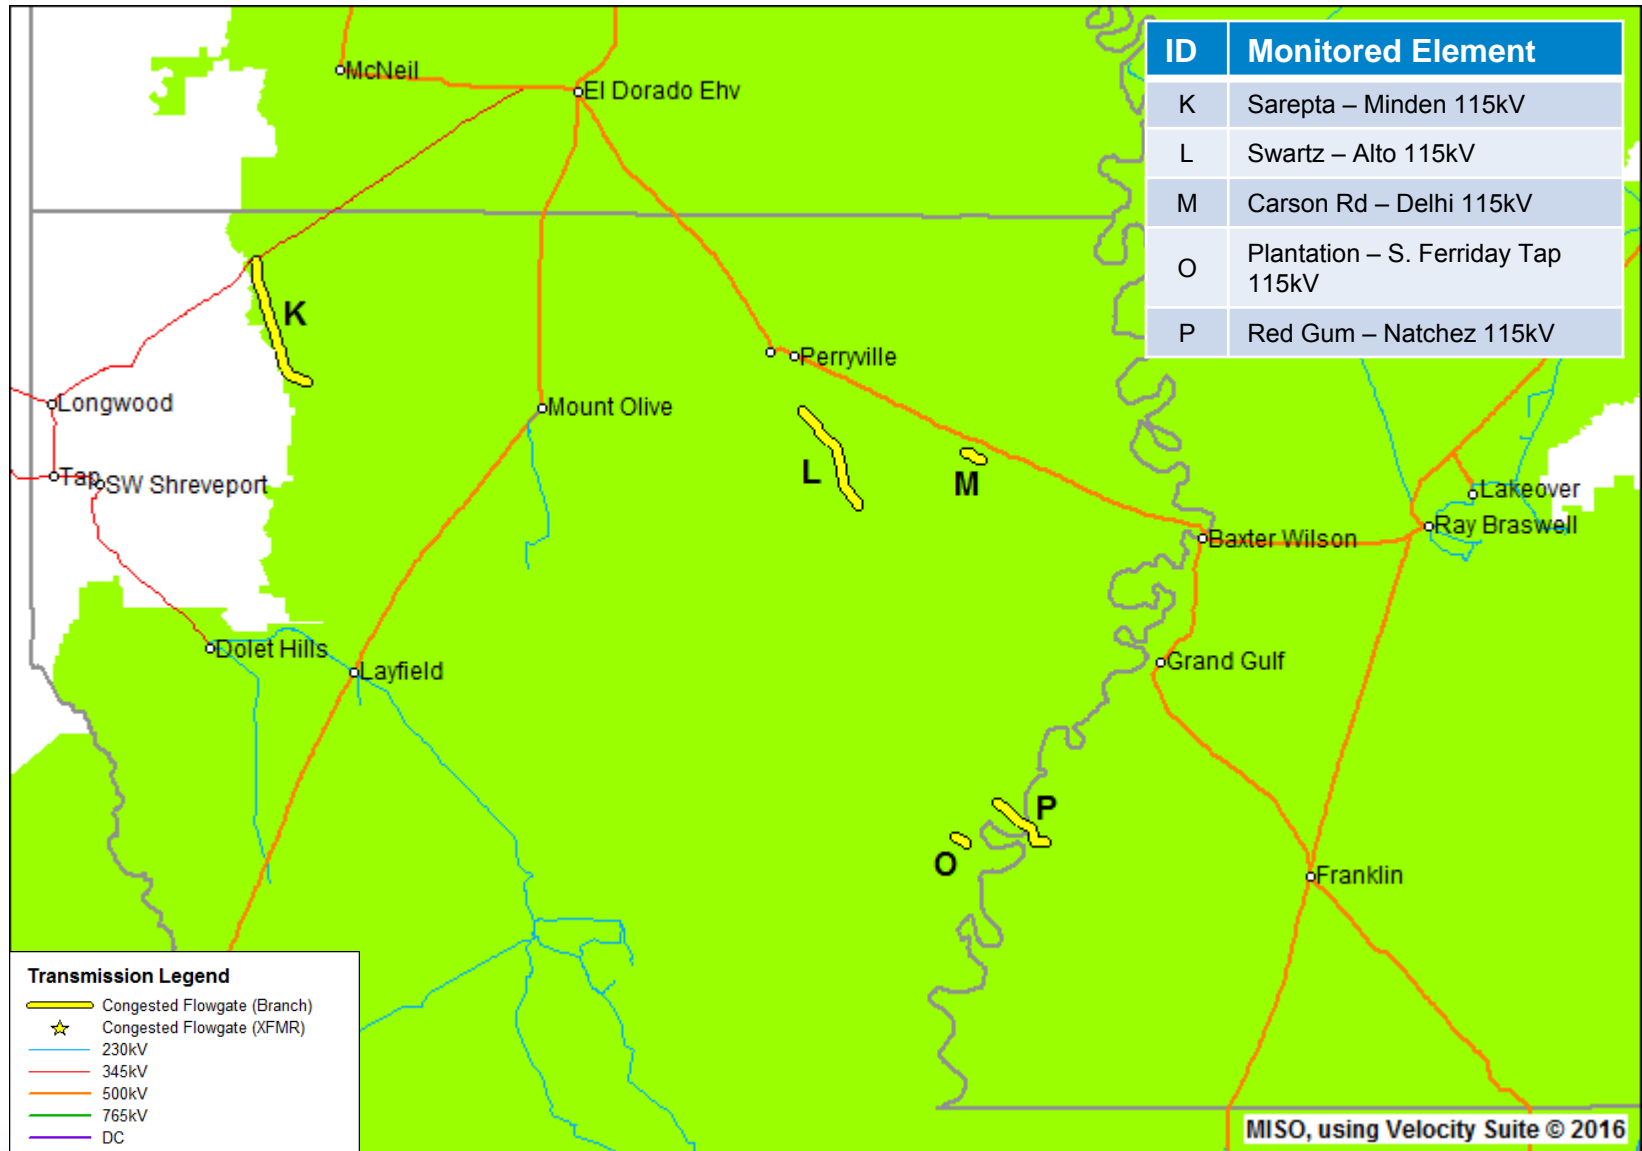 ID Monitored Element
K Sarepta – Minden 115kV
L Swartz – Alto 115kV
M Carson Rd – Delhi 115kV
O Plantation – S. Ferriday Tap
115kV
P Red Gum – Natchez 115kV
McNeil
El Dorado Ehv
K
Perryville
Longwood
Mount Olive
L
M
Tap
SW Shreveport
Lakeover
Ray Braswell
Baxter Wilson
Dolet Hills
Layfield
Grand Gulf
P
O
Franklin
Transmission Legend
Congested Flowgate (Branch)
Congested Flowgate (XFMR)
230kV
345kV
500kV
765kV
DC
MISO, using Velocity Suite © 2016